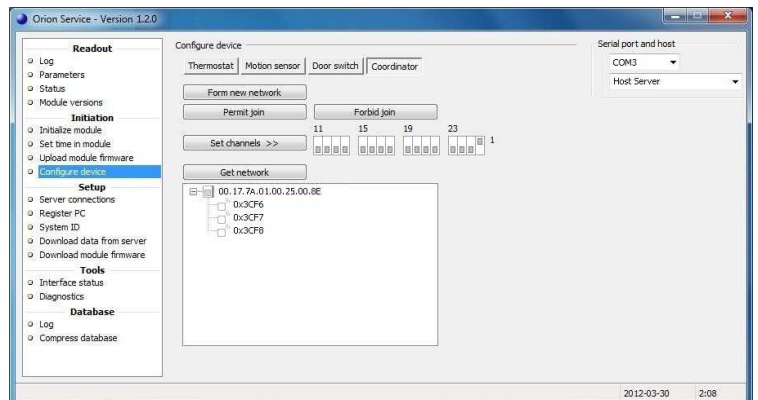 Orion Service - Version 1.2.0
Readout
Log
Parameters
Status
Module versions
Initiation
Initialize module
Set time in module
Upload module firmware
Configure device
Setup
Server connections
Register PC
System ID
Download data from server
Download module firmware
Tools
Interface status
Diagnostics
Database
Log
Compress database
Configure device
Thermostat Motion sensor Door switch Coordinator
Form new network
Permit join Forbid join
11 15 19 23
Set channels >> 1
Get network
00.17.7A.01.00.25.00.8E
0x3CF6
0x3CF7
0x3CF8
Serial port and host
COM3
Host Server
2012-03-30 2:08